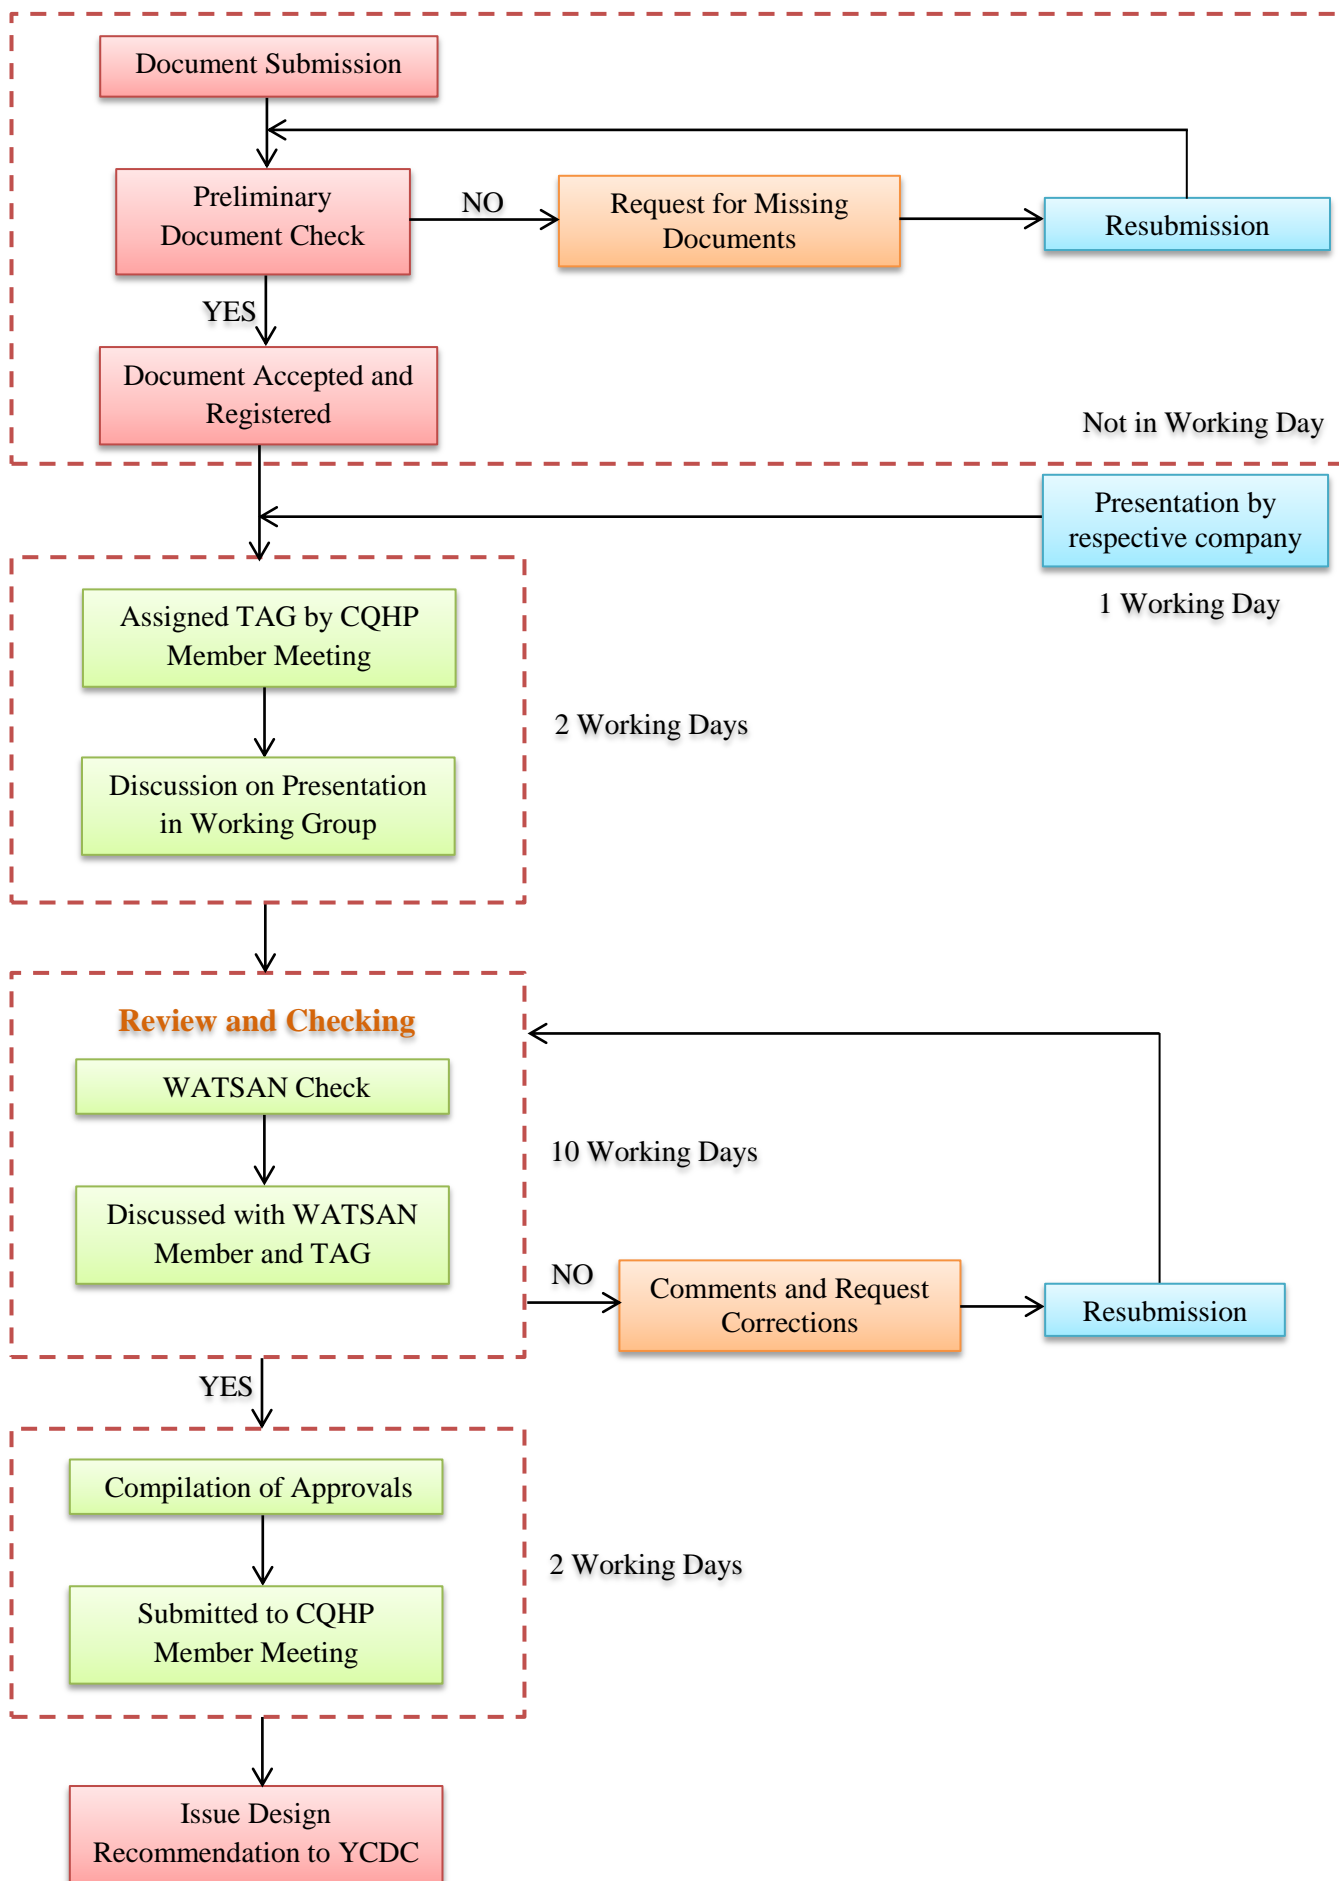 Document Submission
Preliminary
Document Check
NO
Request for Missing
Documents
Resubmission
YES
Document Accepted and
Registered
Not in Working Day
Presentation by
respective company
1 Working Day
Assigned TAG by CQHP
Member Meeting
2 Working Days
Discussion on Presentation
in Working Group
Review and Checking
WATSAN Check
10 Working Days
Discussed with WATSAN
Member and TAG
NO
Comments and Request
Corrections
Resubmission
YES
Compilation of Approvals
2 Working Days
Submitted to CQHP
Member Meeting
Issue Design
Recommendation to YCDC